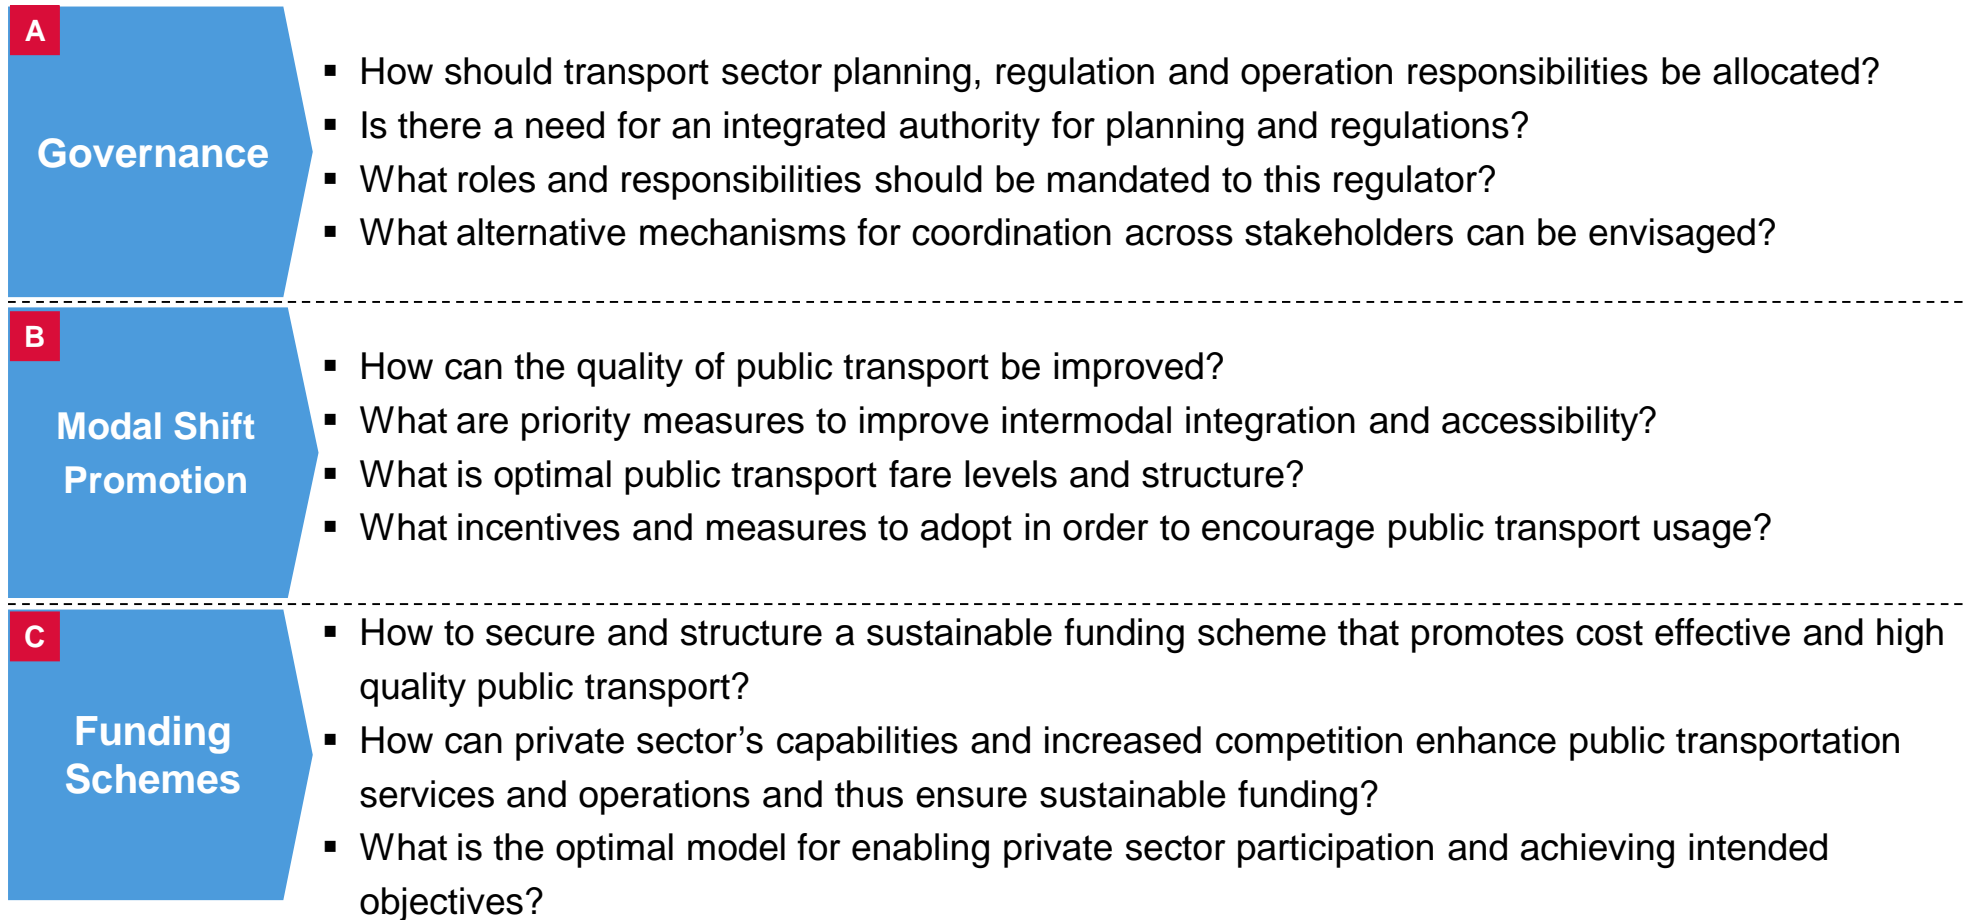 A
Governance
▪ How should transport sector planning, regulation and operation responsibilities be allocated?
▪ Is there a need for an integrated authority for planning and regulations?
▪ What roles and responsibilities should be mandated to this regulator?
▪ What alternative mechanisms for coordination across stakeholders can be envisaged?
B
Modal Shift
Promotion
▪ How can the quality of public transport be improved?
▪ What are priority measures to improve intermodal integration and accessibility?
▪ What is optimal public transport fare levels and structure?
▪ What incentives and measures to adopt in order to encourage public transport usage?
C
Funding
Schemes
▪ How to secure and structure a sustainable funding scheme that promotes cost effective and high
quality public transport?
▪ How can private sector’s capabilities and increased competition enhance public transportation
services and operations and thus ensure sustainable funding?
▪ What is the optimal model for enabling private sector participation and achieving intended
objectives?